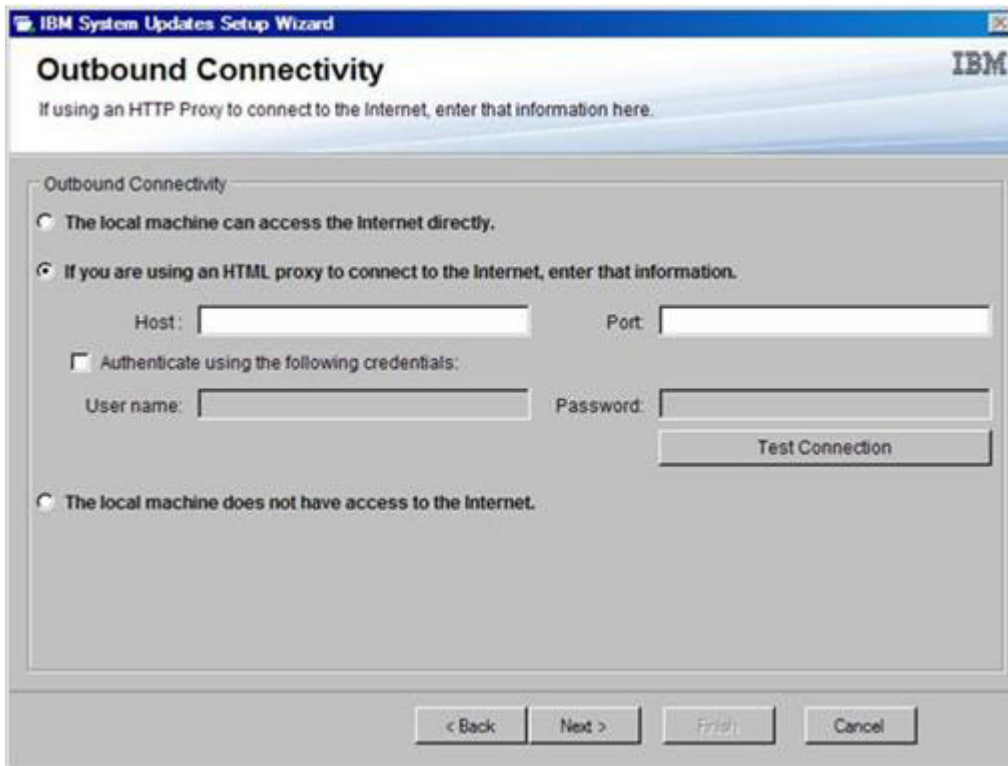 IBM System Updates Setup Wizard
Outbound Connectivity
IBM
If using an HTTP Proxy to connect to the Internet, enter that information here.
Outbound Connectivity
The local machine can access the Internet directly.
If you are using an HTML proxy to connect to the Internet, enter that information.
Host: Port:
Authenticate using the following credentials:
User name: Password:
Test Connection
The local machine does not have access to the Internet.
< Back Next > Finish Cancel